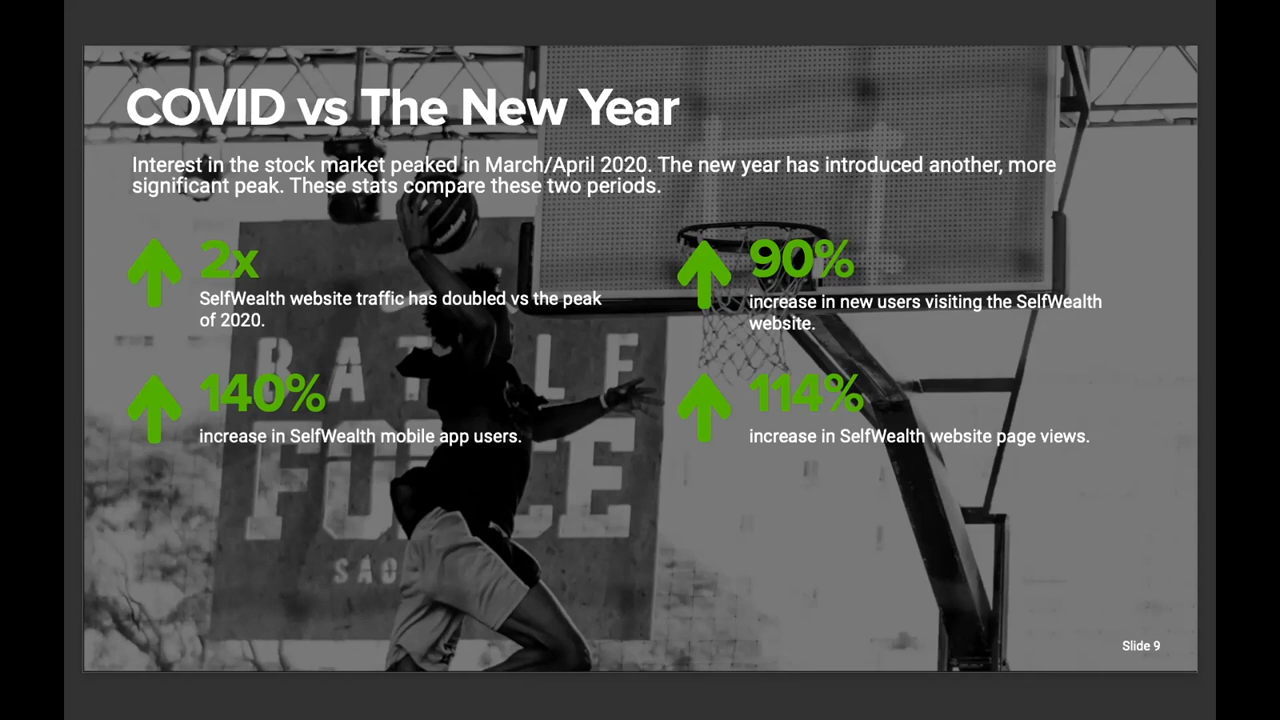 COVID vs The New Year
Interest in the stock market peaked in March/April 2020. The new year has introduced another, more
significant peak. These stats compare these two periods.
2x
SelfWealth website traffic has doubled vs the peak
of 2020.
90%
increase in new users visiting the SelfWealth
website.
140%
increase in SelfWealth mobile app users.
114%
increase in SelfWealth website page views.
BATTLE
FORCE
SAO
Slide 9